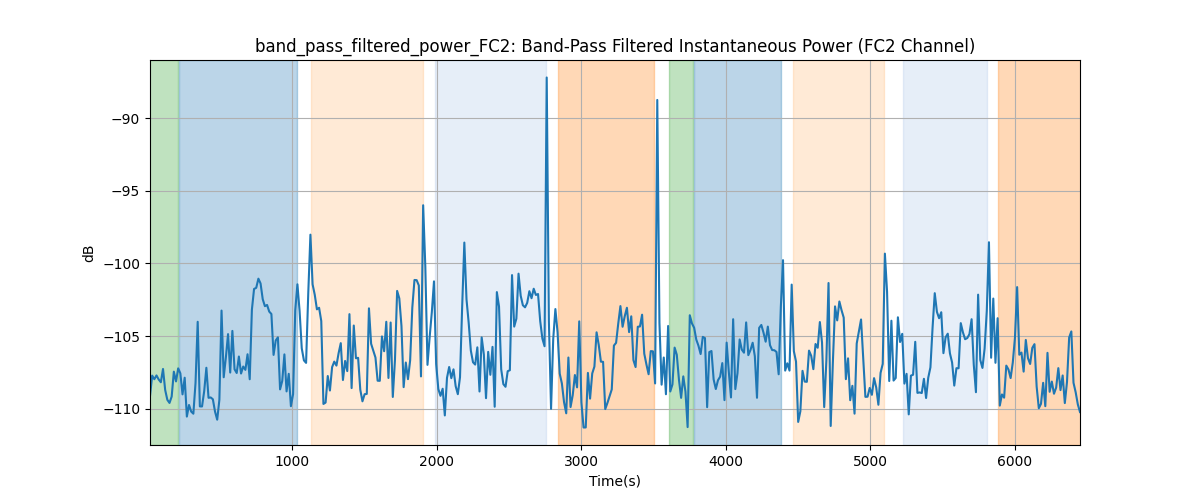 band_pass_filtered_power_FC2: Band-Pass Filtered Instantaneous Power (FC2 Channel)
−90
−95
−100
−105
−110
dB
1000 2000 3000 4000 5000 6000
Time(s)